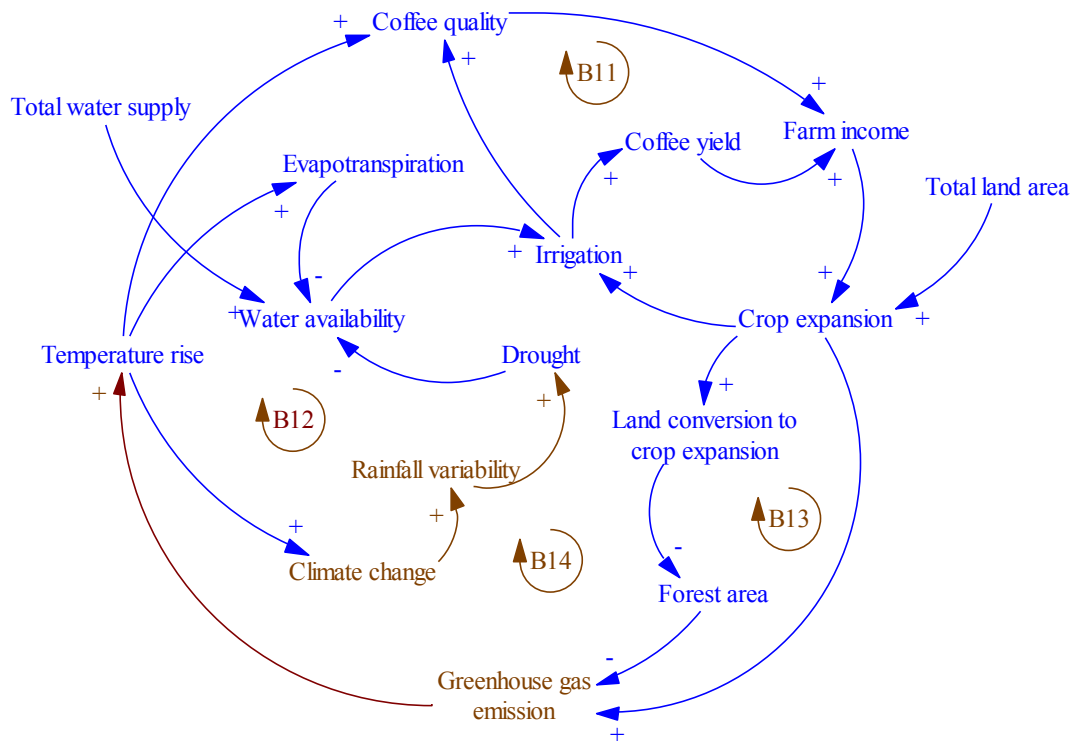 + Coffee quality
+
B11
+
Total water supply
Farm income
Coffee yield
Evapotranspiration
+
+
+
Total land area
+
Irrigation
+
-
+
+
+
+
Water availability
Crop expansion
+
Temperature rise
Drought
-
+
+
+
B12
Land conversion to
crop expansion
Rainfall variability
+
B13
+
-
B14
Climate change
Forest area
-
Greenhouse gas
emission
+